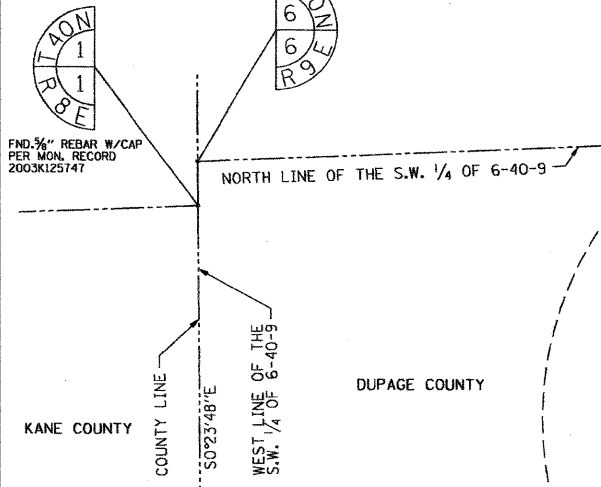 T40N
1
1
R8E
ON
6
6
R9E
FND. 5/8" REBAR W/CAP
PER MON. RECORD
2003K125747
NORTH LINE OF THE S.W. 1/4 OF 6-40-9
COUNTY LINE
S0°23'48"E
WEST LINE OF THE
S.W. 1/4 OF 6-40-9
DUPAGE COUNTY
KANE COUNTY